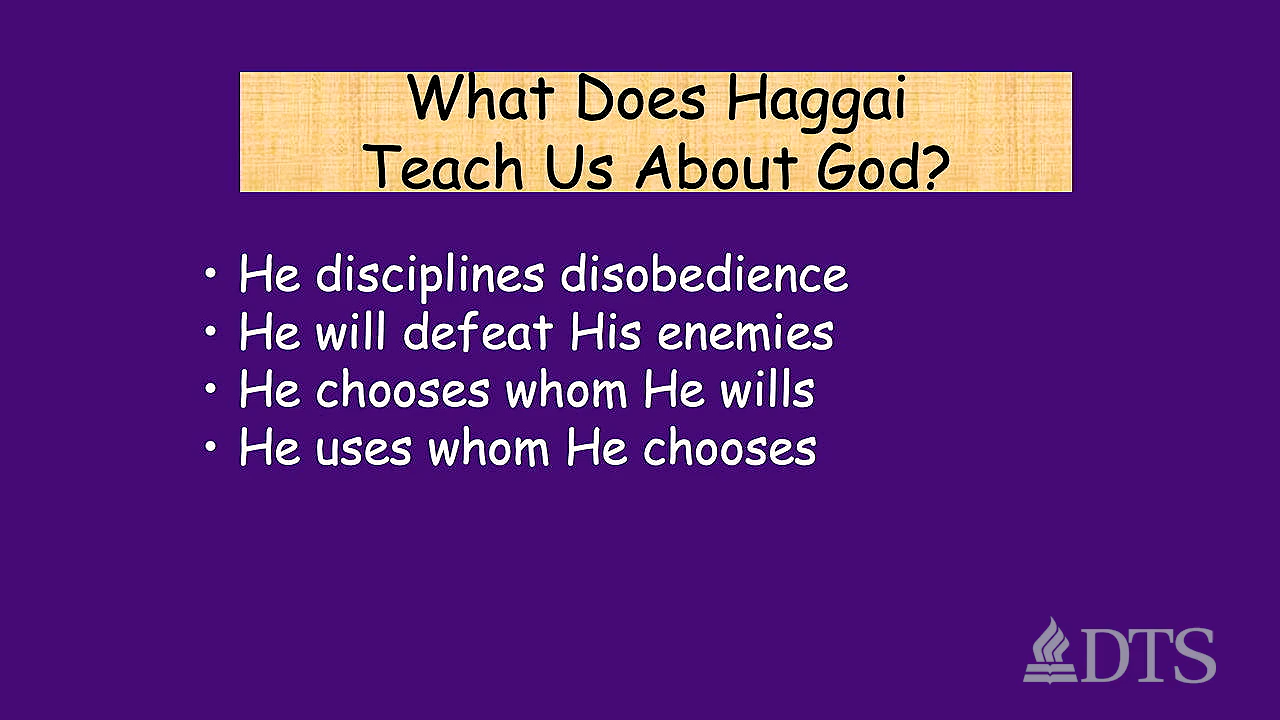 What Does Haggai
Teach Us About God?
• He disciplines disobedience
• He will defeat His enemies
• He chooses whom He wills
• He uses whom He chooses
DTS